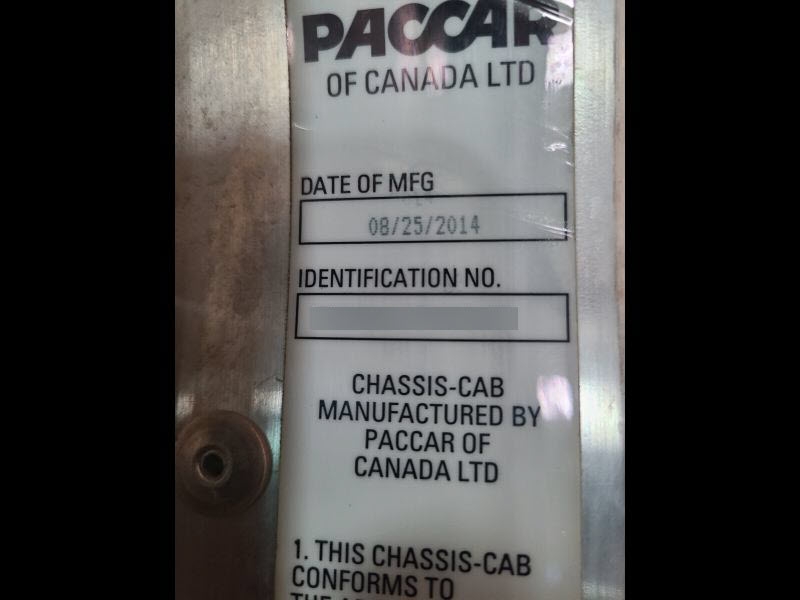 PACCAR
OF CANADA LTD
DATE OF MFG
08/25/2014
IDENTIFICATION NO.
CHASSIS-CAB
MANUFACTURED BY
PACCAR OF
CANADA LTD
1. THIS CHASSIS-CAB
CONFORMS TO
THE